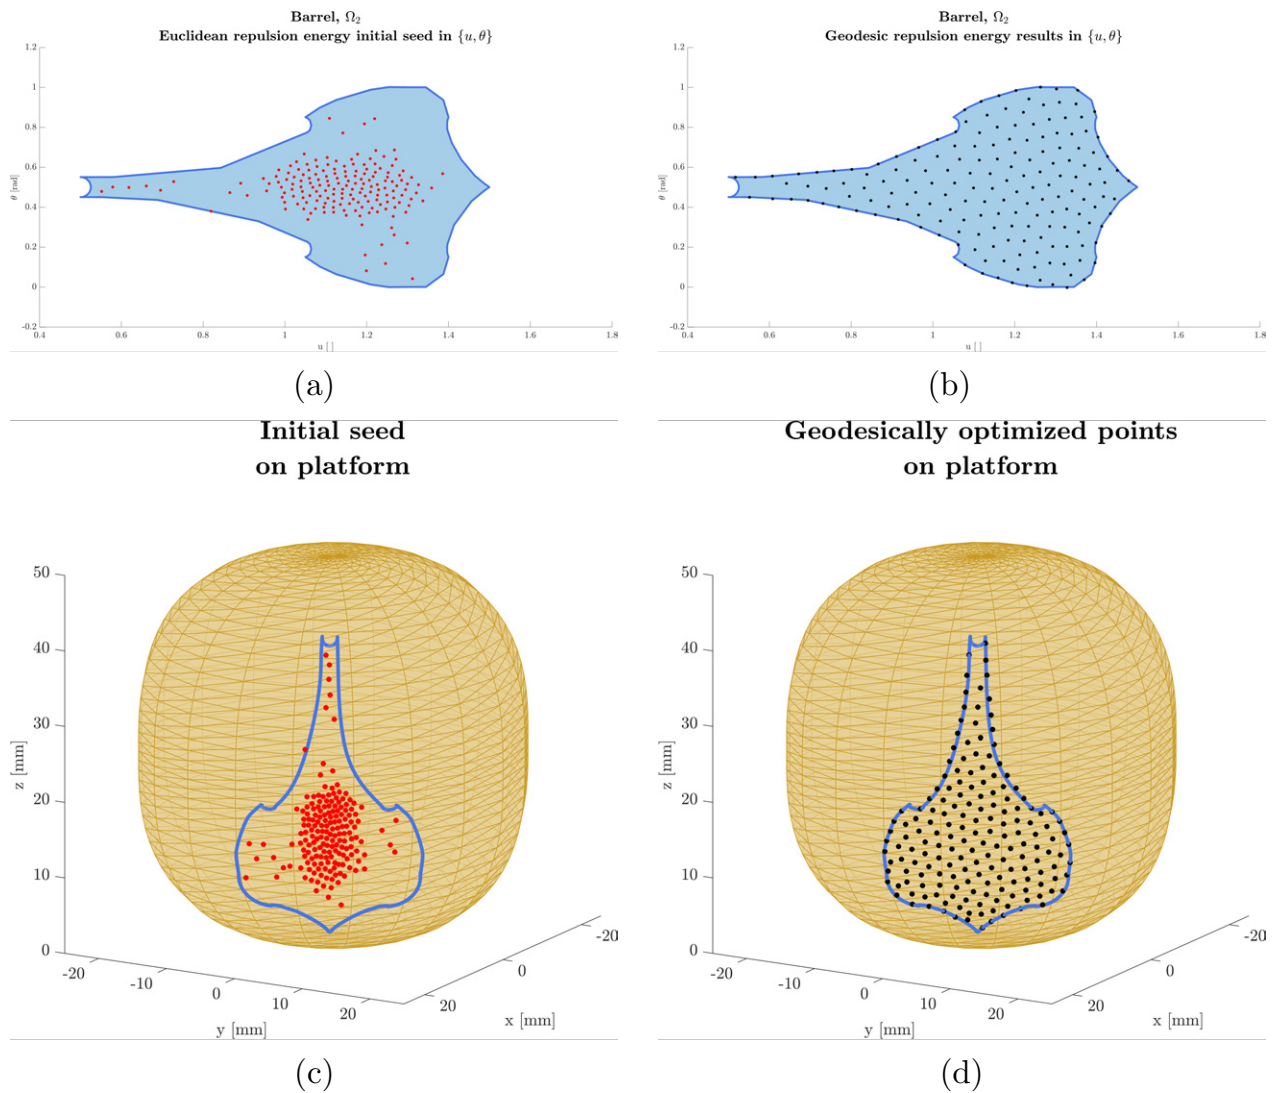 Barrel, Ω₂
Euclidean repulsion energy initial seed in {u, θ}
1.2
1
0.8
0.6
0.4
0.2
0
-0.2
θ [rad]
0.4 0.6 0.8 1 1.2 1.4 1.6 1.8
u [ ]
(a)
Barrel, Ω₂
Geodesic repulsion energy results in {u, θ}
1.2
1
0.8
0.6
0.4
0.2
0
-0.2
θ [rad]
0.4 0.6 0.8 1 1.2 1.4 1.6 1.8
u [ ]
(b)
Initial seed
on platform
50
40
30
20
10
0
z [mm]
-20 -10 0 10 20
y [mm]
20 0 -20
x [mm]
(c)
Geodesically optimized points
on platform
50
40
30
20
10
0
z [mm]
-20 -10 0 10 20
y [mm]
20 0 -20
x [mm]
(d)